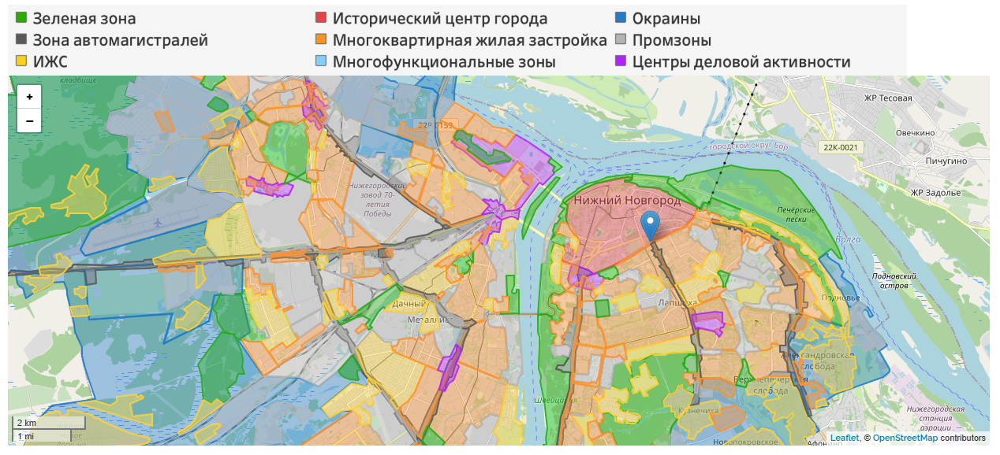 Зеленая зона
Исторический центр города
Окраины
Зона автомагистралей
Многоквартирная жилая застройка
Промзоны
ИЖС
Многофункциональные зоны
Центры деловой активности
кладбище
+
−
ЖР Тесовая
Овечкино
городской округ Бор
22К-0021
Пичугино
ЖР Задолье
Нижегородский
завод 70-
летия
Победы
Нижний Новгород
Печёрские
пески
Волга
Подновский
остров
Подновье
Дачный
Лапшиха
Александровская
слобода
Верхнепечерская
слобода
Кузнечиха
Новопокровское
Нижегородская
станция
аэрации
2 km
1 mi
Leaflet, © OpenStreetMap contributors